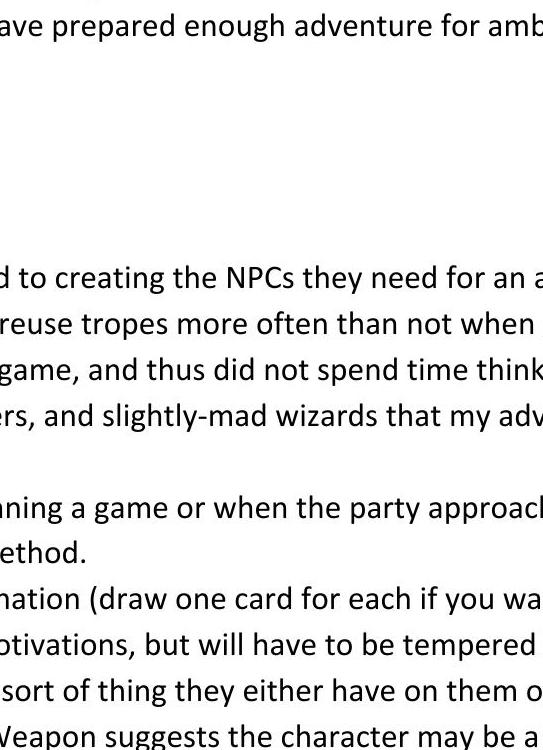 ave prepared enough adventure for amb
d to creating the NPCs they need for an a
reuse tropes more often than not when
game, and thus did not spend time think
ers, and slightly-mad wizards that my adv
nning a game or when the party approach
ethod.
nation (draw one card for each if you wa
otivations, but will have to be tempered
sort of thing they either have on them o
Weapon suggests the character may be a